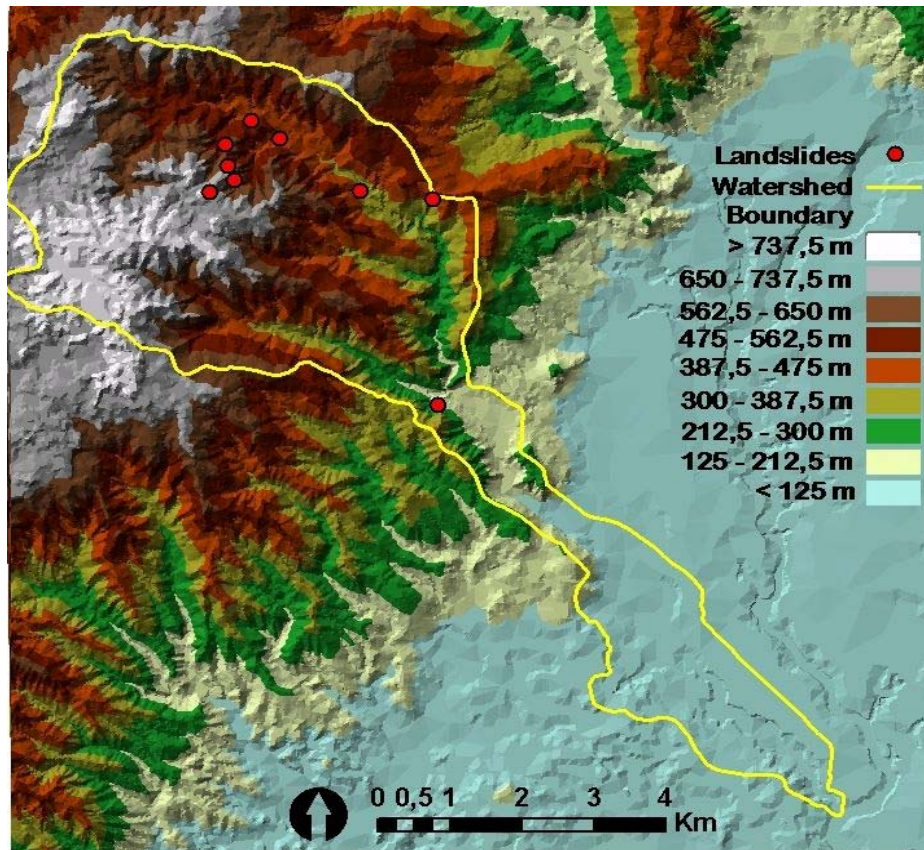 Landslides
Watershed
Boundary
> 737,5 m
650 - 737,5 m
562,5 - 650 m
475 - 562,5 m
387,5 - 475 m
300 - 387,5 m
212,5 - 300 m
125 - 212,5 m
< 125 m
0 0,5 1 2 3 4
Km